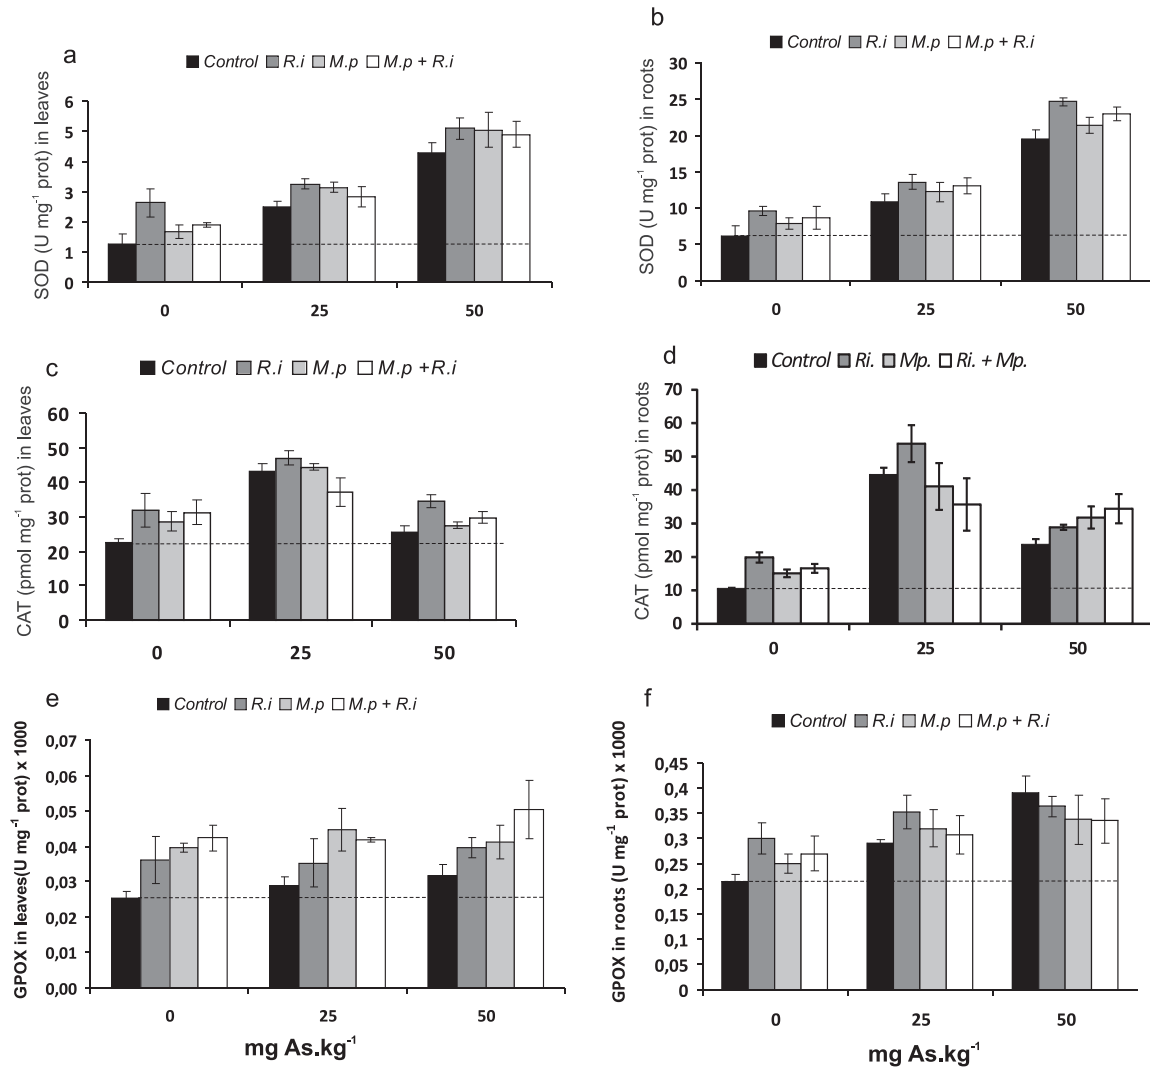 a
Control R.i M.p M.p + R.i
SOD (U mg⁻¹ prot) in leaves
6
5
4
3
2
1
0
0 25 50
b
Control R.i M.p M.p + R.i
SOD (U mg⁻¹ prot) in roots
30
25
20
15
10
5
0
0 25 50
c
Control R.i M.p M.p +R.i
CAT (pmol mg⁻¹ prot) in leaves
60
50
40
30
20
10
0
0 25 50
d
Control Ri. Mp. Ri. + Mp.
CAT (pmol mg⁻¹ prot) in roots
70
60
50
40
30
20
10
0
0 25 50
e
Control R.i M.p M.p + R.i
GPOX in leaves(U mg⁻¹ prot) x 1000
0,07
0,06
0,05
0,04
0,03
0,02
0,01
0,00
0 25 50
mg As.kg⁻¹
f
Control R.i M.p M.p + R.i
GPOX in roots (U mg⁻¹ prot) x 1000
0,45
0,4
0,35
0,3
0,25
0,2
0,15
0,1
0,05
0
0 25 50
mg As.kg⁻¹